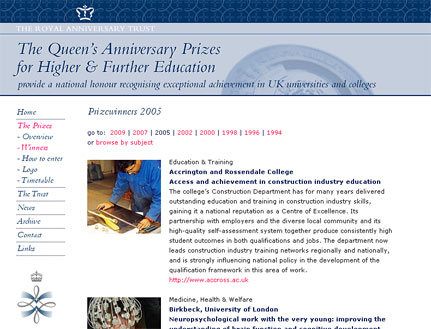 THE ROYAL ANNIVERSARY TRUST
The Queen's Anniversary Prizes
for Higher & Further Education
provide a national honour recognising exceptional achievement in UK universities and colleges
Home
The Prizes
- Overview
- Winners
- How to enter
- Logo
- Timetable
The Trust
News
Archive
Contact
Links
Prizewinners 2005
go to: 2009 | 2007 | 2005 | 2002 | 2000 | 1998 | 1996 | 1994
or browse by subject
Education & Training
Accrington and Rossendale College
Access and achievement in construction industry education
The college's Construction Department has for many years delivered
outstanding education and training in construction industry skills,
gaining it a national reputation as a Centre of Excellence. Its
partnership with employers and the diverse local community and its
high-quality self-assessment system together produce consistently high
student outcomes in both qualifications and jobs. The department now
leads construction industry training networks regionally and nationally,
and is strongly influencing national policy in the development of the
qualification framework in this area of work.
http://www.accross.ac.uk
Medicine, Health & Welfare
Birkbeck, University of London
Neuropsychological work with the very young: improving the
understanding of brain function and cognitive development